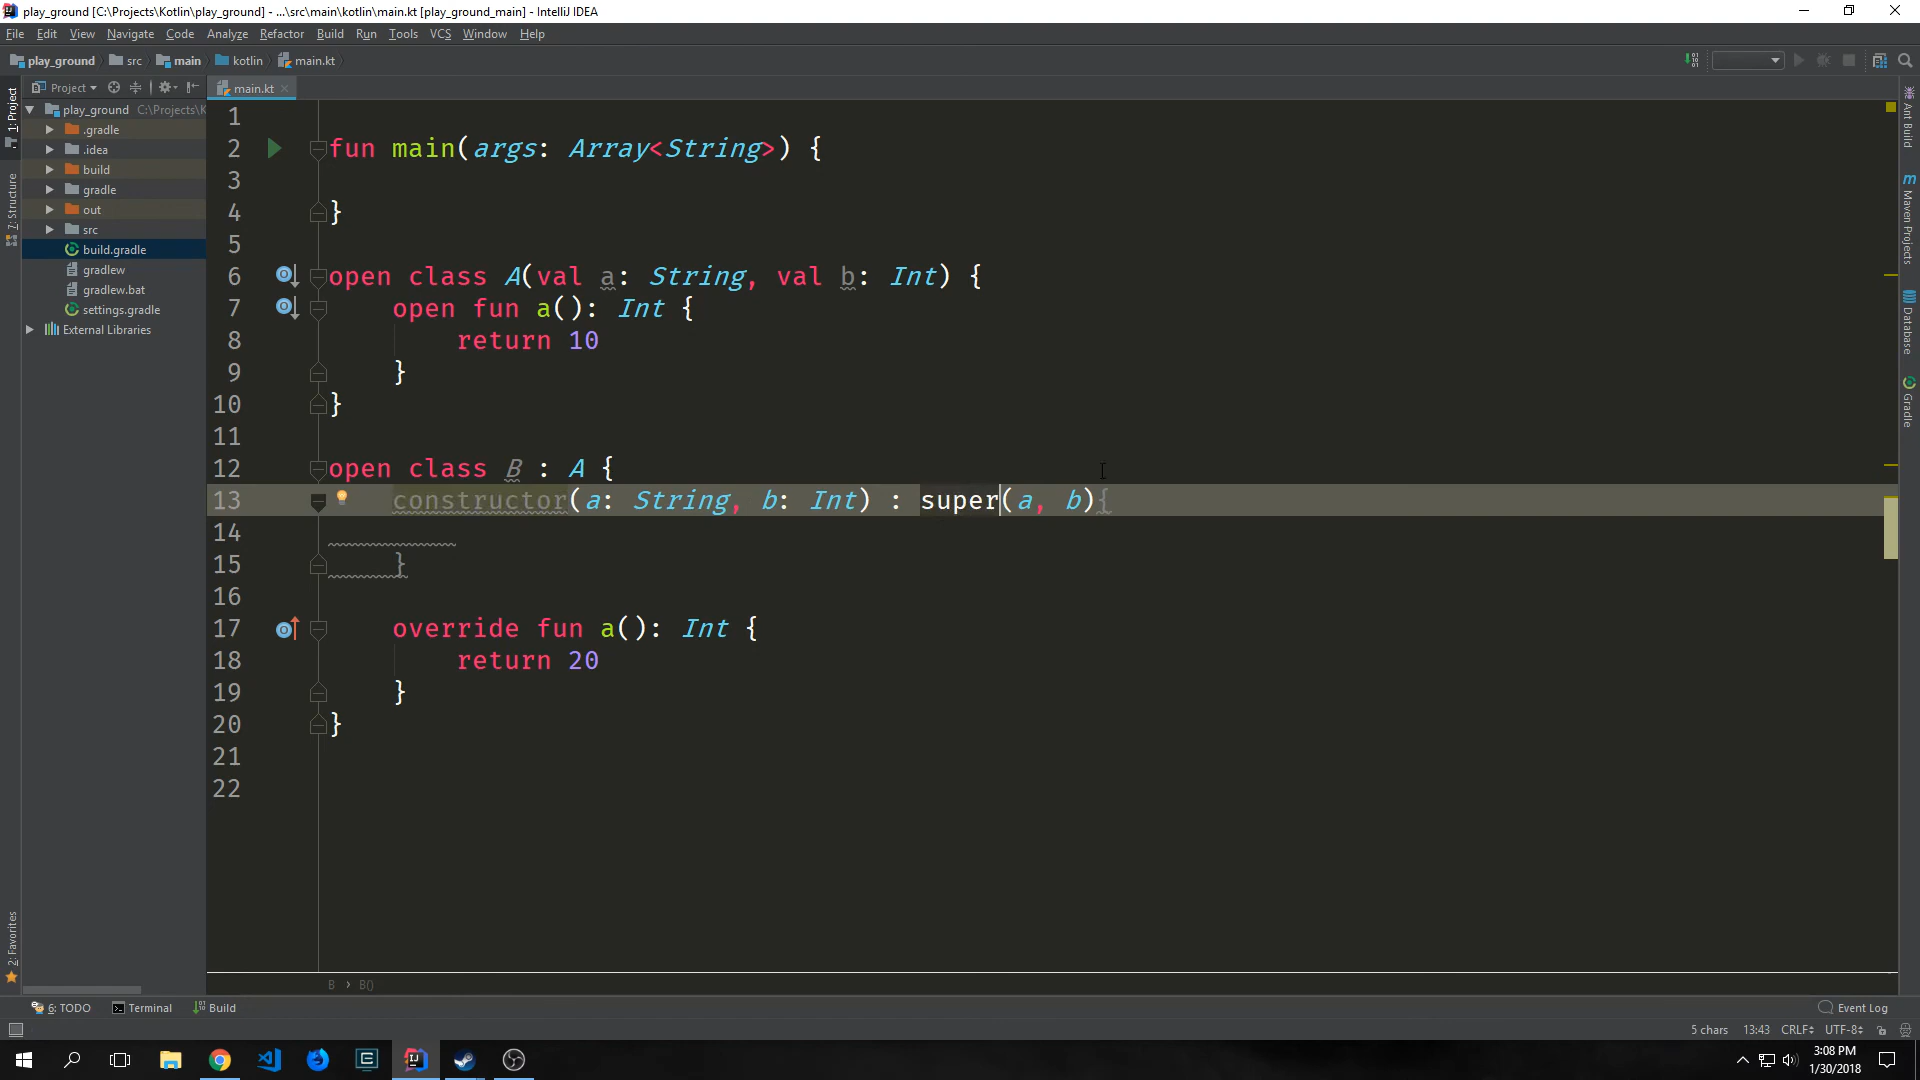 play_ground [C:\Projects\Kotlin\play_ground] - ...\src\main\kotlin\main.kt [play_ground_main] - IntelliJ IDEA
File Edit View Navigate Code Analyze Refactor Build Run Tools VCS Window Help
play_ground src main kotlin main.kt
Project main.kt
1: Project
7: Structure
2: Favorites
play_ground C:\Projects\K
.gradle
.idea
build
gradle
out
src
build.gradle
gradlew
gradlew.bat
settings.gradle
External Libraries
1
2 fun main(args: Array<String>) {
3
4 }
5
6 open class A(val a: String, val b: Int) {
7 open fun a(): Int {
8 return 10
9 }
10 }
11
12 open class B : A {
13 constructor(a: String, b: Int) : super(a, b){
14
15 }
16
17 override fun a(): Int {
18 return 20
19 }
20 }
21
22
Ant Build
Maven Projects
Database
Gradle
B › B()
6: TODO Terminal Build Event Log
5 chars 13:43 CRLF UTF-8
3:08 PM
1/30/2018